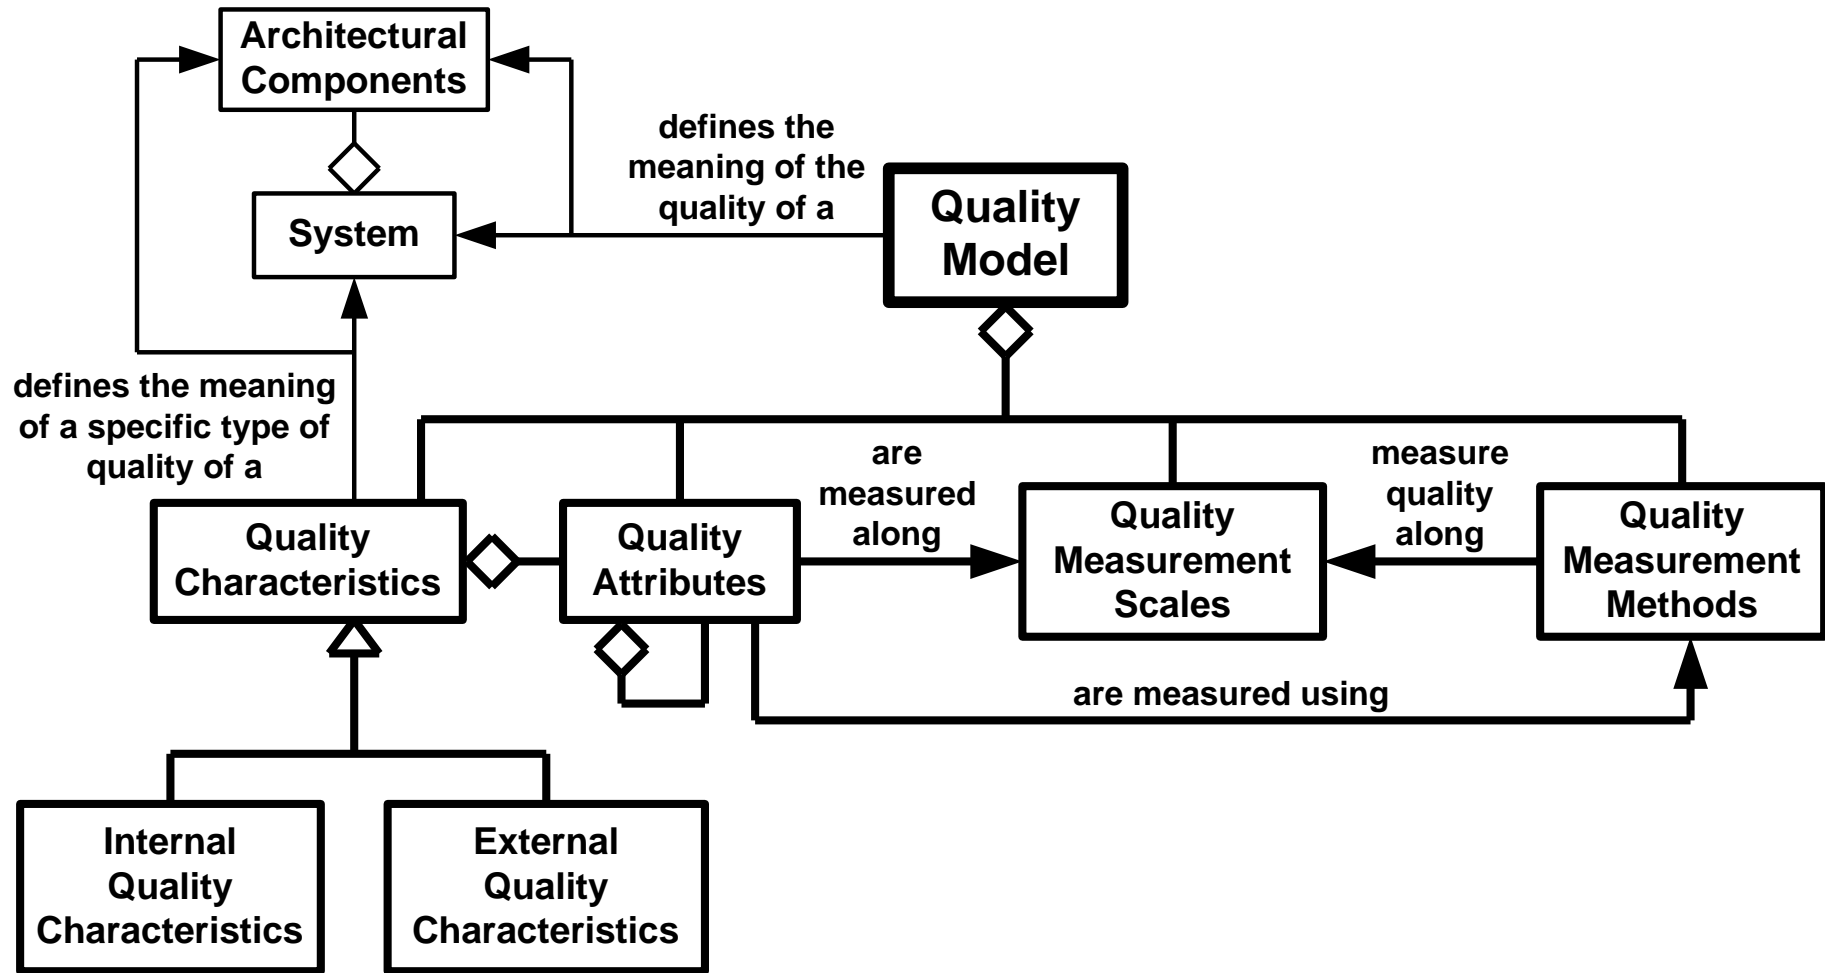 Architectural
Components
defines the
meaning of the
quality of a
Quality
Model
System
defines the meaning
of a specific type of
quality of a
are
measured
along
measure
quality
along
Quality
Characteristics
Quality
Attributes
Quality
Measurement
Scales
Quality
Measurement
Methods
are measured using
Internal
Quality
Characteristics
External
Quality
Characteristics